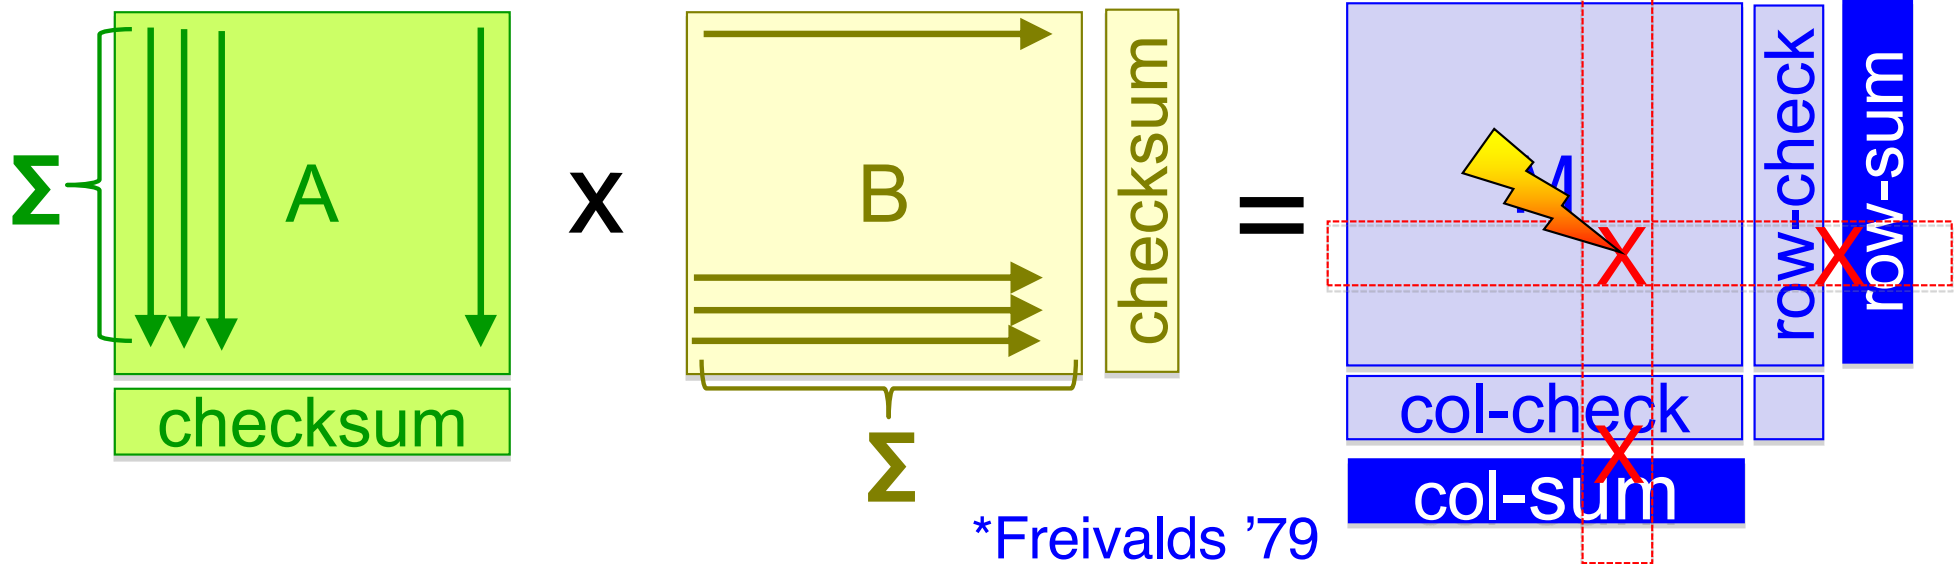 Σ
A
checksum
x
B
checksum
Σ
=
M
row-check
row-sum
X
X
col-check
X
col-sum
*Freivalds ’79